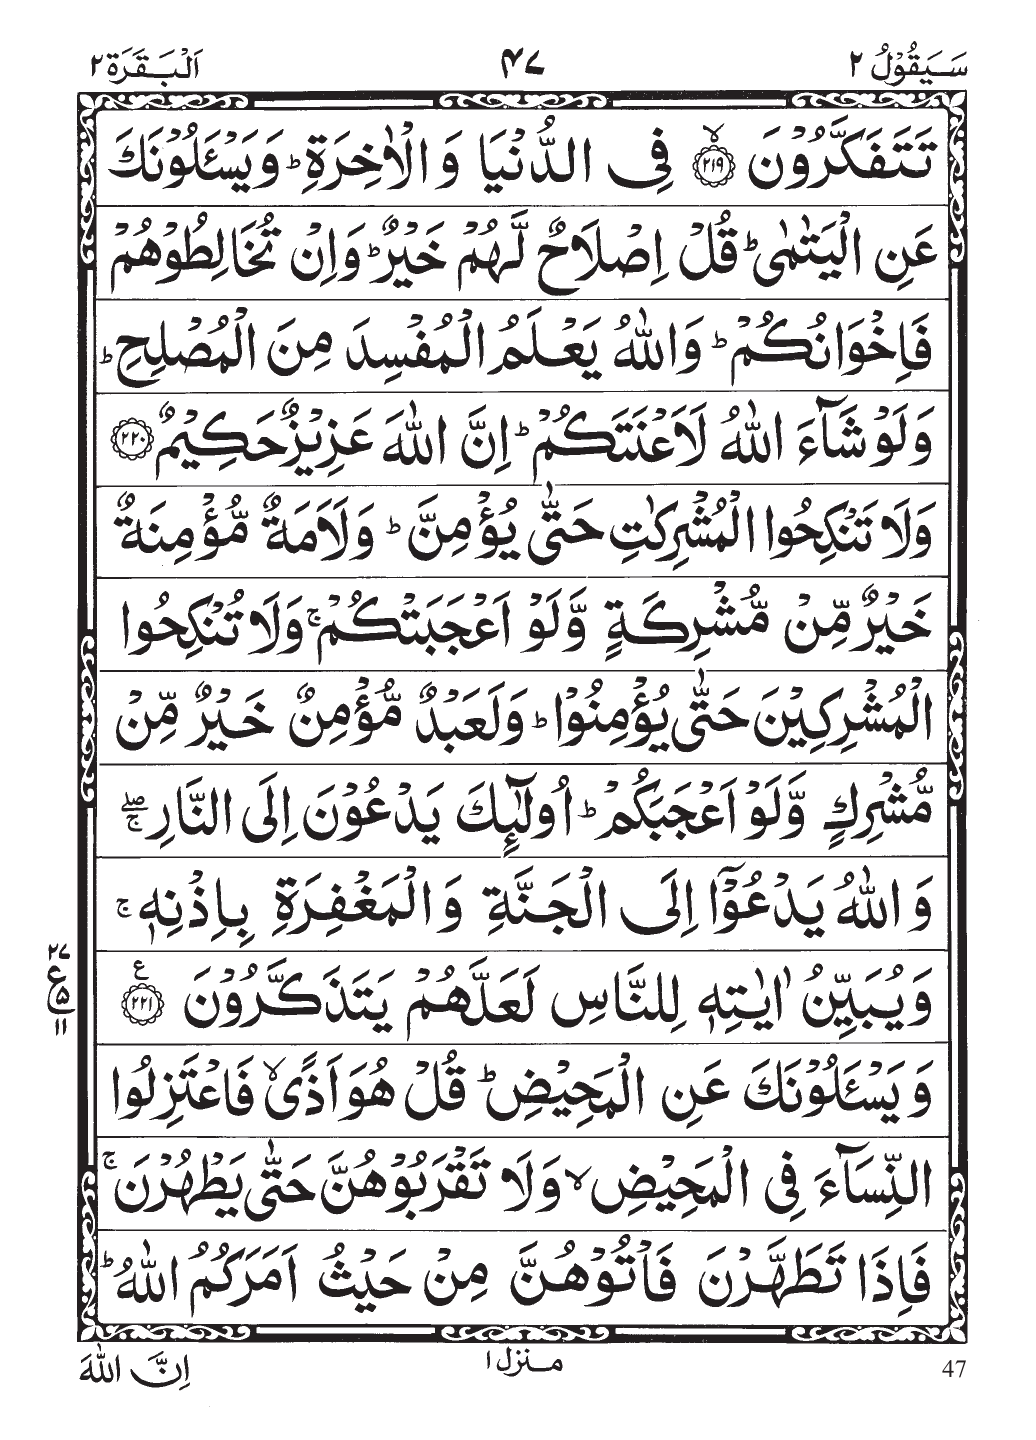 سَيَقُوْلُ ٢
٤٧
اَلْبَقَرَة ٢
تَتَفَكَّرُوْنَ ۙ﴿٢١٩﴾ فِى الدُّنْيَا وَ الْاٰخِرَةِ ؕ وَيَسْـَٔلُوْنَكَ
عَنِ الْيَتٰمٰى ؕ قُلْ اِصْلَاحٌ لَّهُمْ خَيْرٌ ؕ وَاِنْ تُخَالِطُوْهُمْ
فَاِخْوَانُكُمْ ؕ وَاللّٰهُ يَعْلَمُ الْمُفْسِدَ مِنَ الْمُصْلِحِ ؕ
وَلَوْ شَآءَ اللّٰهُ لَاَعْنَتَكُمْ ؕ اِنَّ اللّٰهَ عَزِيْزٌ حَكِيْمٌ ﴿٢٢٠﴾
وَلَا تَنْكِحُوا الْمُشْرِكٰتِ حَتّٰى يُؤْمِنَّ ؕ وَلَاَمَةٌ مُّؤْمِنَةٌ
خَيْرٌ مِّنْ مُّشْرِكَةٍ وَّلَوْ اَعْجَبَتْكُمْ ۚ وَلَا تُنْكِحُوا
الْمُشْرِكِيْنَ حَتّٰى يُؤْمِنُوْا ؕ وَلَعَبْدٌ مُّؤْمِنٌ خَيْرٌ مِّنْ
مُّشْرِكٍ وَّلَوْ اَعْجَبَكُمْ ؕ اُولٰٓئِكَ يَدْعُوْنَ اِلَى النَّارِ ۖۚ
وَاللّٰهُ يَدْعُوْٓا اِلَى الْجَنَّةِ وَالْمَغْفِرَةِ بِاِذْنِهٖ ۚ
وَيُبَيِّنُ اٰيٰتِهٖ لِلنَّاسِ لَعَلَّهُمْ يَتَذَكَّرُوْنَ ع ﴿٢٢١﴾
٢٧
ع ۵
١١
وَيَسْـَٔلُوْنَكَ عَنِ الْمَحِيْضِ ؕ قُلْ هُوَ اَذًى ۙ فَاعْتَزِلُوا
النِّسَآءَ فِى الْمَحِيْضِ ۙ وَلَا تَقْرَبُوْهُنَّ حَتّٰى يَطْهُرْنَ ۚ
فَاِذَا تَطَهَّرْنَ فَاْتُوْهُنَّ مِنْ حَيْثُ اَمَرَكُمُ اللّٰهُ ؕ
47
منزل ١
اِنَّ اللّٰهَ